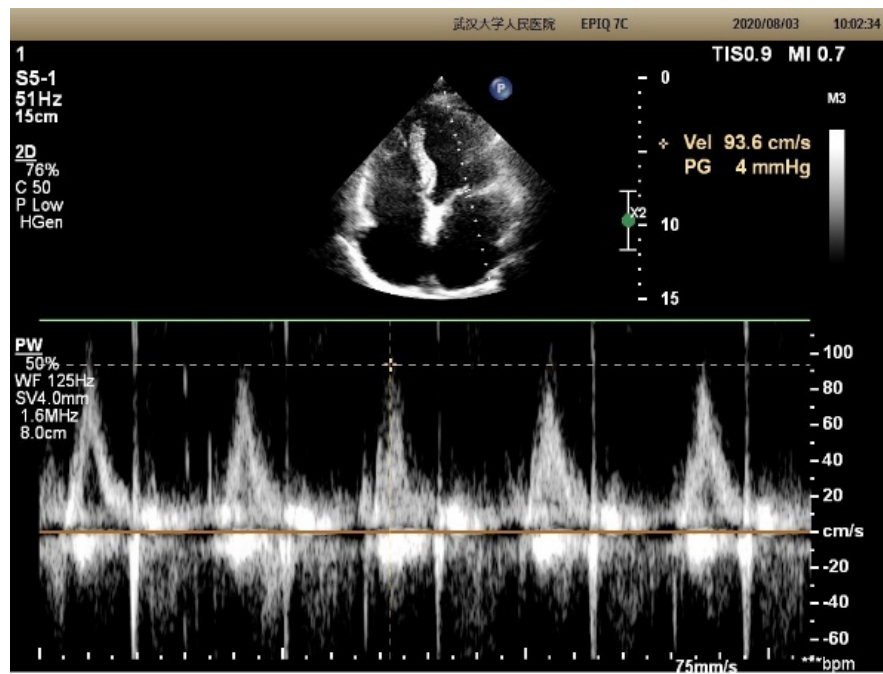 武汉大学人民医院 EPIQ 7C 2020/08/03 10:02:34
1
TIS0.9 MI 0.7
S5-1
51Hz
15cm
2D
76%
C 50
P Low
HGen
P
M3
Vel 93.6 cm/s
PG 4 mmHg
X2
0
10
15
PW
50%
WF 125Hz
SV4.0mm
1.6MHz
8.0cm
100
80
60
40
20
cm/s
-20
-40
-60
75mm/s
***bpm